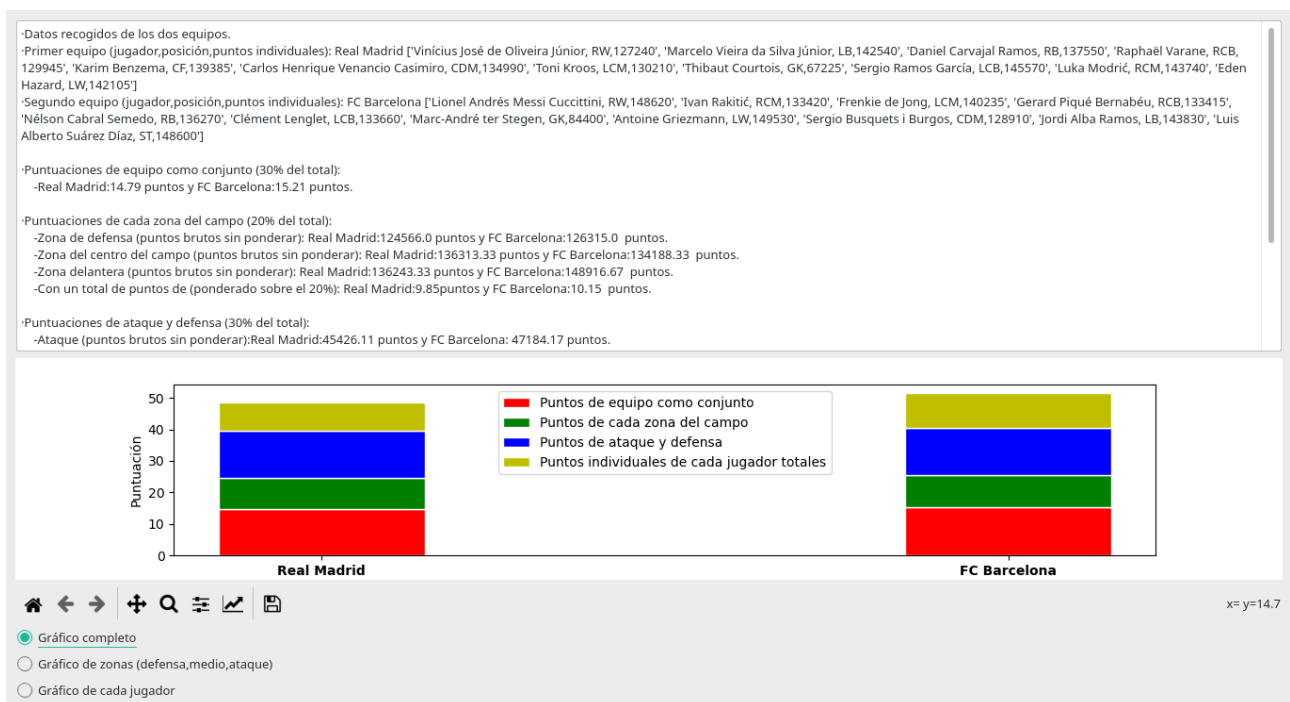 ·Datos recogidos de los dos equipos.
·Primer equipo (jugador,posición,puntos individuales): Real Madrid ['Vinícius José de Oliveira Júnior, RW,127240', 'Marcelo Vieira da Silva Júnior, LB,142540', 'Daniel Carvajal Ramos, RB,137550', 'Raphaël Varane, RCB,
129945', 'Karim Benzema, CF,139385', 'Carlos Henrique Venancio Casimiro, CDM,134990', 'Toni Kroos, LCM,130210', 'Thibaut Courtois, GK,67225', 'Sergio Ramos García, LCB,145570', 'Luka Modrić, RCM,143740', 'Eden
Hazard, LW,142105']
·Segundo equipo (jugador,posición,puntos individuales): FC Barcelona ['Lionel Andrés Messi Cuccittini, RW,148620', 'Ivan Rakitić, RCM,133420', 'Frenkie de Jong, LCM,140235', 'Gerard Piqué Bernabéu, RCB,133415',
'Nélson Cabral Semedo, RB,136270', 'Clément Lenglet, LCB,133660', 'Marc-André ter Stegen, GK,84400', 'Antoine Griezmann, LW,149530', 'Sergio Busquets i Burgos, CDM,128910', 'Jordi Alba Ramos, LB,143830', 'Luis
Alberto Suárez Díaz, ST,148600']
·Puntuaciones de equipo como conjunto (30% del total):
-Real Madrid:14.79 puntos y FC Barcelona:15.21 puntos.
·Puntuaciones de cada zona del campo (20% del total):
-Zona de defensa (puntos brutos sin ponderar): Real Madrid:124566.0 puntos y FC Barcelona:126315.0 puntos.
-Zona del centro del campo (puntos brutos sin ponderar): Real Madrid:136313.33 puntos y FC Barcelona:134188.33 puntos.
-Zona delantera (puntos brutos sin ponderar): Real Madrid:136243.33 puntos y FC Barcelona:148916.67 puntos.
-Con un total de puntos de (ponderado sobre el 20%): Real Madrid:9.85puntos y FC Barcelona:10.15 puntos.
·Puntuaciones de ataque y defensa (30% del total):
-Ataque (puntos brutos sin ponderar):Real Madrid:45426.11 puntos y FC Barcelona: 47184.17 puntos.
Puntuación
50
40
30
20
10
0
Puntos de equipo como conjunto
Puntos de cada zona del campo
Puntos de ataque y defensa
Puntos individuales de cada jugador totales
Real Madrid
FC Barcelona
x= y=14.7
Gráfico completo
Gráfico de zonas (defensa,medio,ataque)
Gráfico de cada jugador